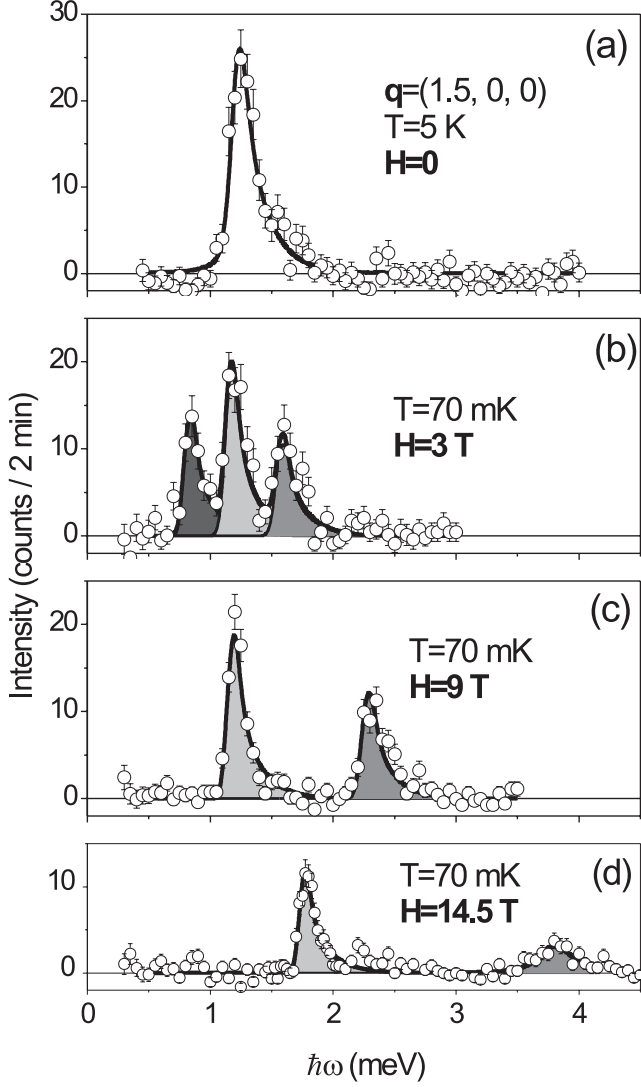 (a)
q=(1.5, 0, 0)
T=5 K
H=0
30
20
10
0
(b)
T=70 mK
H=3 T
20
10
0
Intensity (counts / 2 min)
(c)
T=70 mK
H=9 T
20
10
0
(d)
T=70 mK
H=14.5 T
10
0
0 1 2 3 4
ħω (meV)